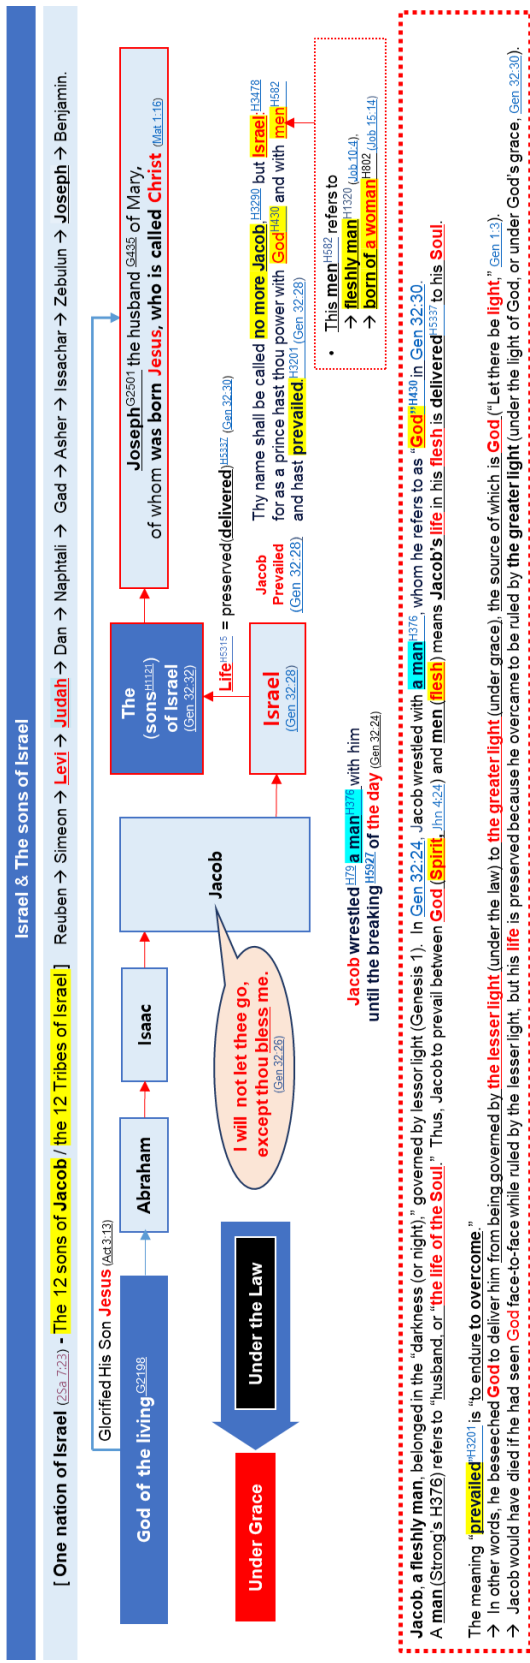 Israel & The sons of Israel
[ One nation of Israel (2Sa 7:23) - The 12 sons of Jacob / the 12 Tribes of Israel ] Reuben → Simeon → Levi → Judah → Dan → Naphtali → Gad → Asher → Issachar → Zebulun → Joseph → Benjamin.
Glorified His Son Jesus (Act 3:13)
God of the living G2198
Abraham
Isaac
Jacob
The
(sons H1121)
of Israel
(Gen 32:32)
Joseph G2501 the husband G435 of Mary,
of whom was born Jesus, who is called Christ (Mat 1:16)
Life H5315 = preserved(delivered) H5337 (Gen 32:30)
Israel
(Gen 32:28)
Jacob
Prevailed
(Gen 32:28)
Thy name shall be called no more Jacob, H3290 but Israel: H3478
for as a prince hast thou power with God H430 and with men H582
and hast prevailed. H3201 (Gen 32:28)
• This men H582 refers to
→ fleshly man H1320 (Job 10:4).
→ born of a woman H802 (Job 15:14)
I will not let thee go,
except thou bless me.
(Gen 32:26)
Under Grace
Under the Law
Jacob wrestled H79 a man H376 with him
until the breaking H5927 of the day (Gen 32:24)
Jacob, a fleshly man, belonged in the “darkness (or night),” governed by lessor light (Genesis 1). In Gen 32:24, Jacob wrestled with a man H376, whom he refers to as “God” H430 in Gen 32:30.
A man (Strong's H376) refers to “husband, or “the life of the Soul.” Thus, Jacob to prevail between God (Spirit, Jhn 4:24) and men (flesh) means Jacob's life in his flesh is delivered H5337 to his Soul.
The meaning “prevailed” H3201 is “to endure to overcome.”
→ In other words, he beseeched God to deliver him from being governed by the lesser light (under the law) to the greater light (under grace), the source of which is God (“Let there be light,” Gen 1:3).
→ Jacob would have died if he had seen God face-to-face while ruled by the lesser light, but his life is preserved because he overcame to be ruled by the greater light (under the light of God, or under God's grace, Gen 32:30).